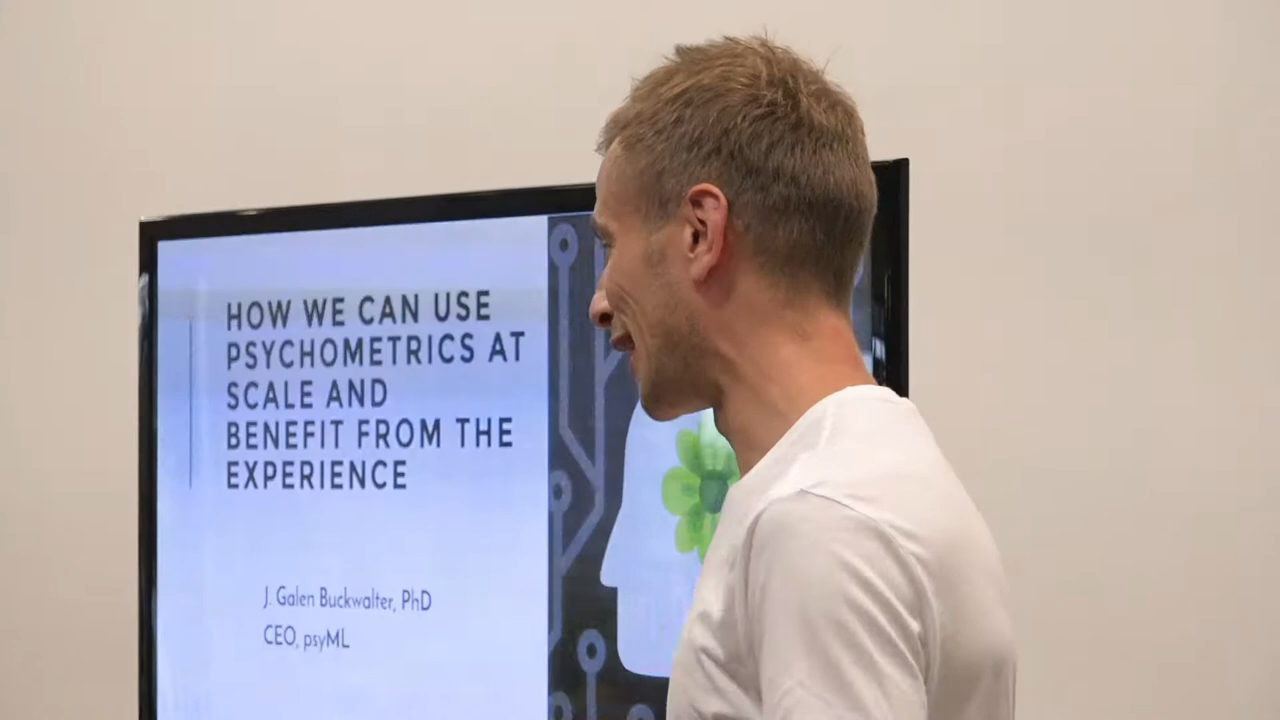 HOW WE CAN USE
PSYCHOMETRICS AT
SCALE AND
BENEFIT FROM THE
EXPERIENCE
J. Galen Buckwalter, PhD
CEO, psyML